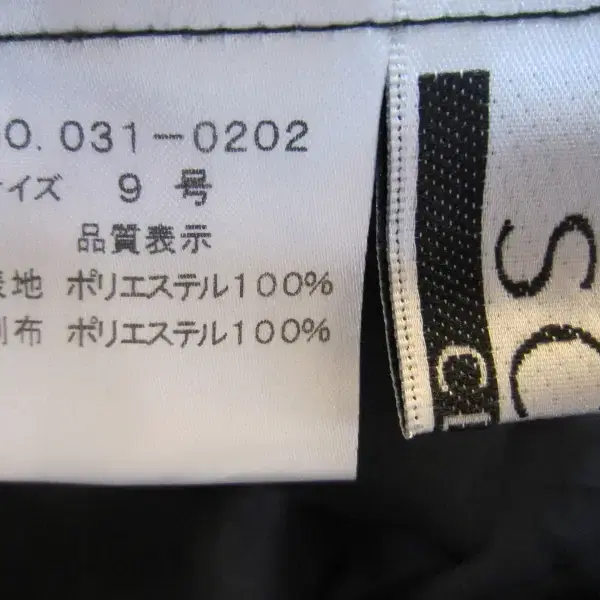 O. 031-0202
イズ 9 号
品質表示
地 ポリエステル100%
布 ポリエステル100%
SC